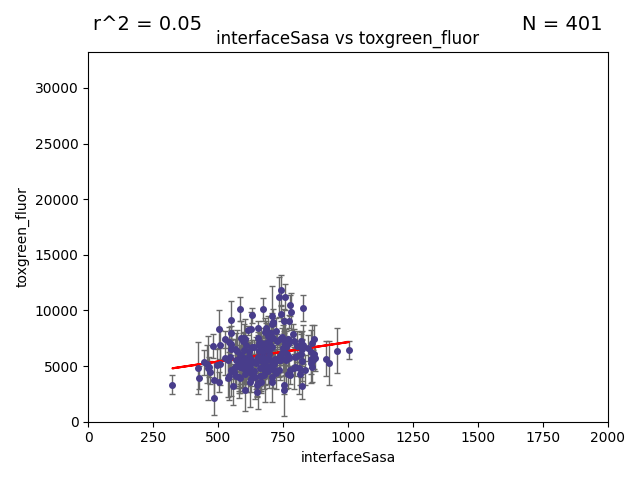 r^2 = 0.05
N = 401
interfaceSasa vs toxgreen_fluor
30000
25000
20000
15000
10000
5000
0
toxgreen_fluor
0 250 500 750 1000 1250 1500 1750 2000
interfaceSasa